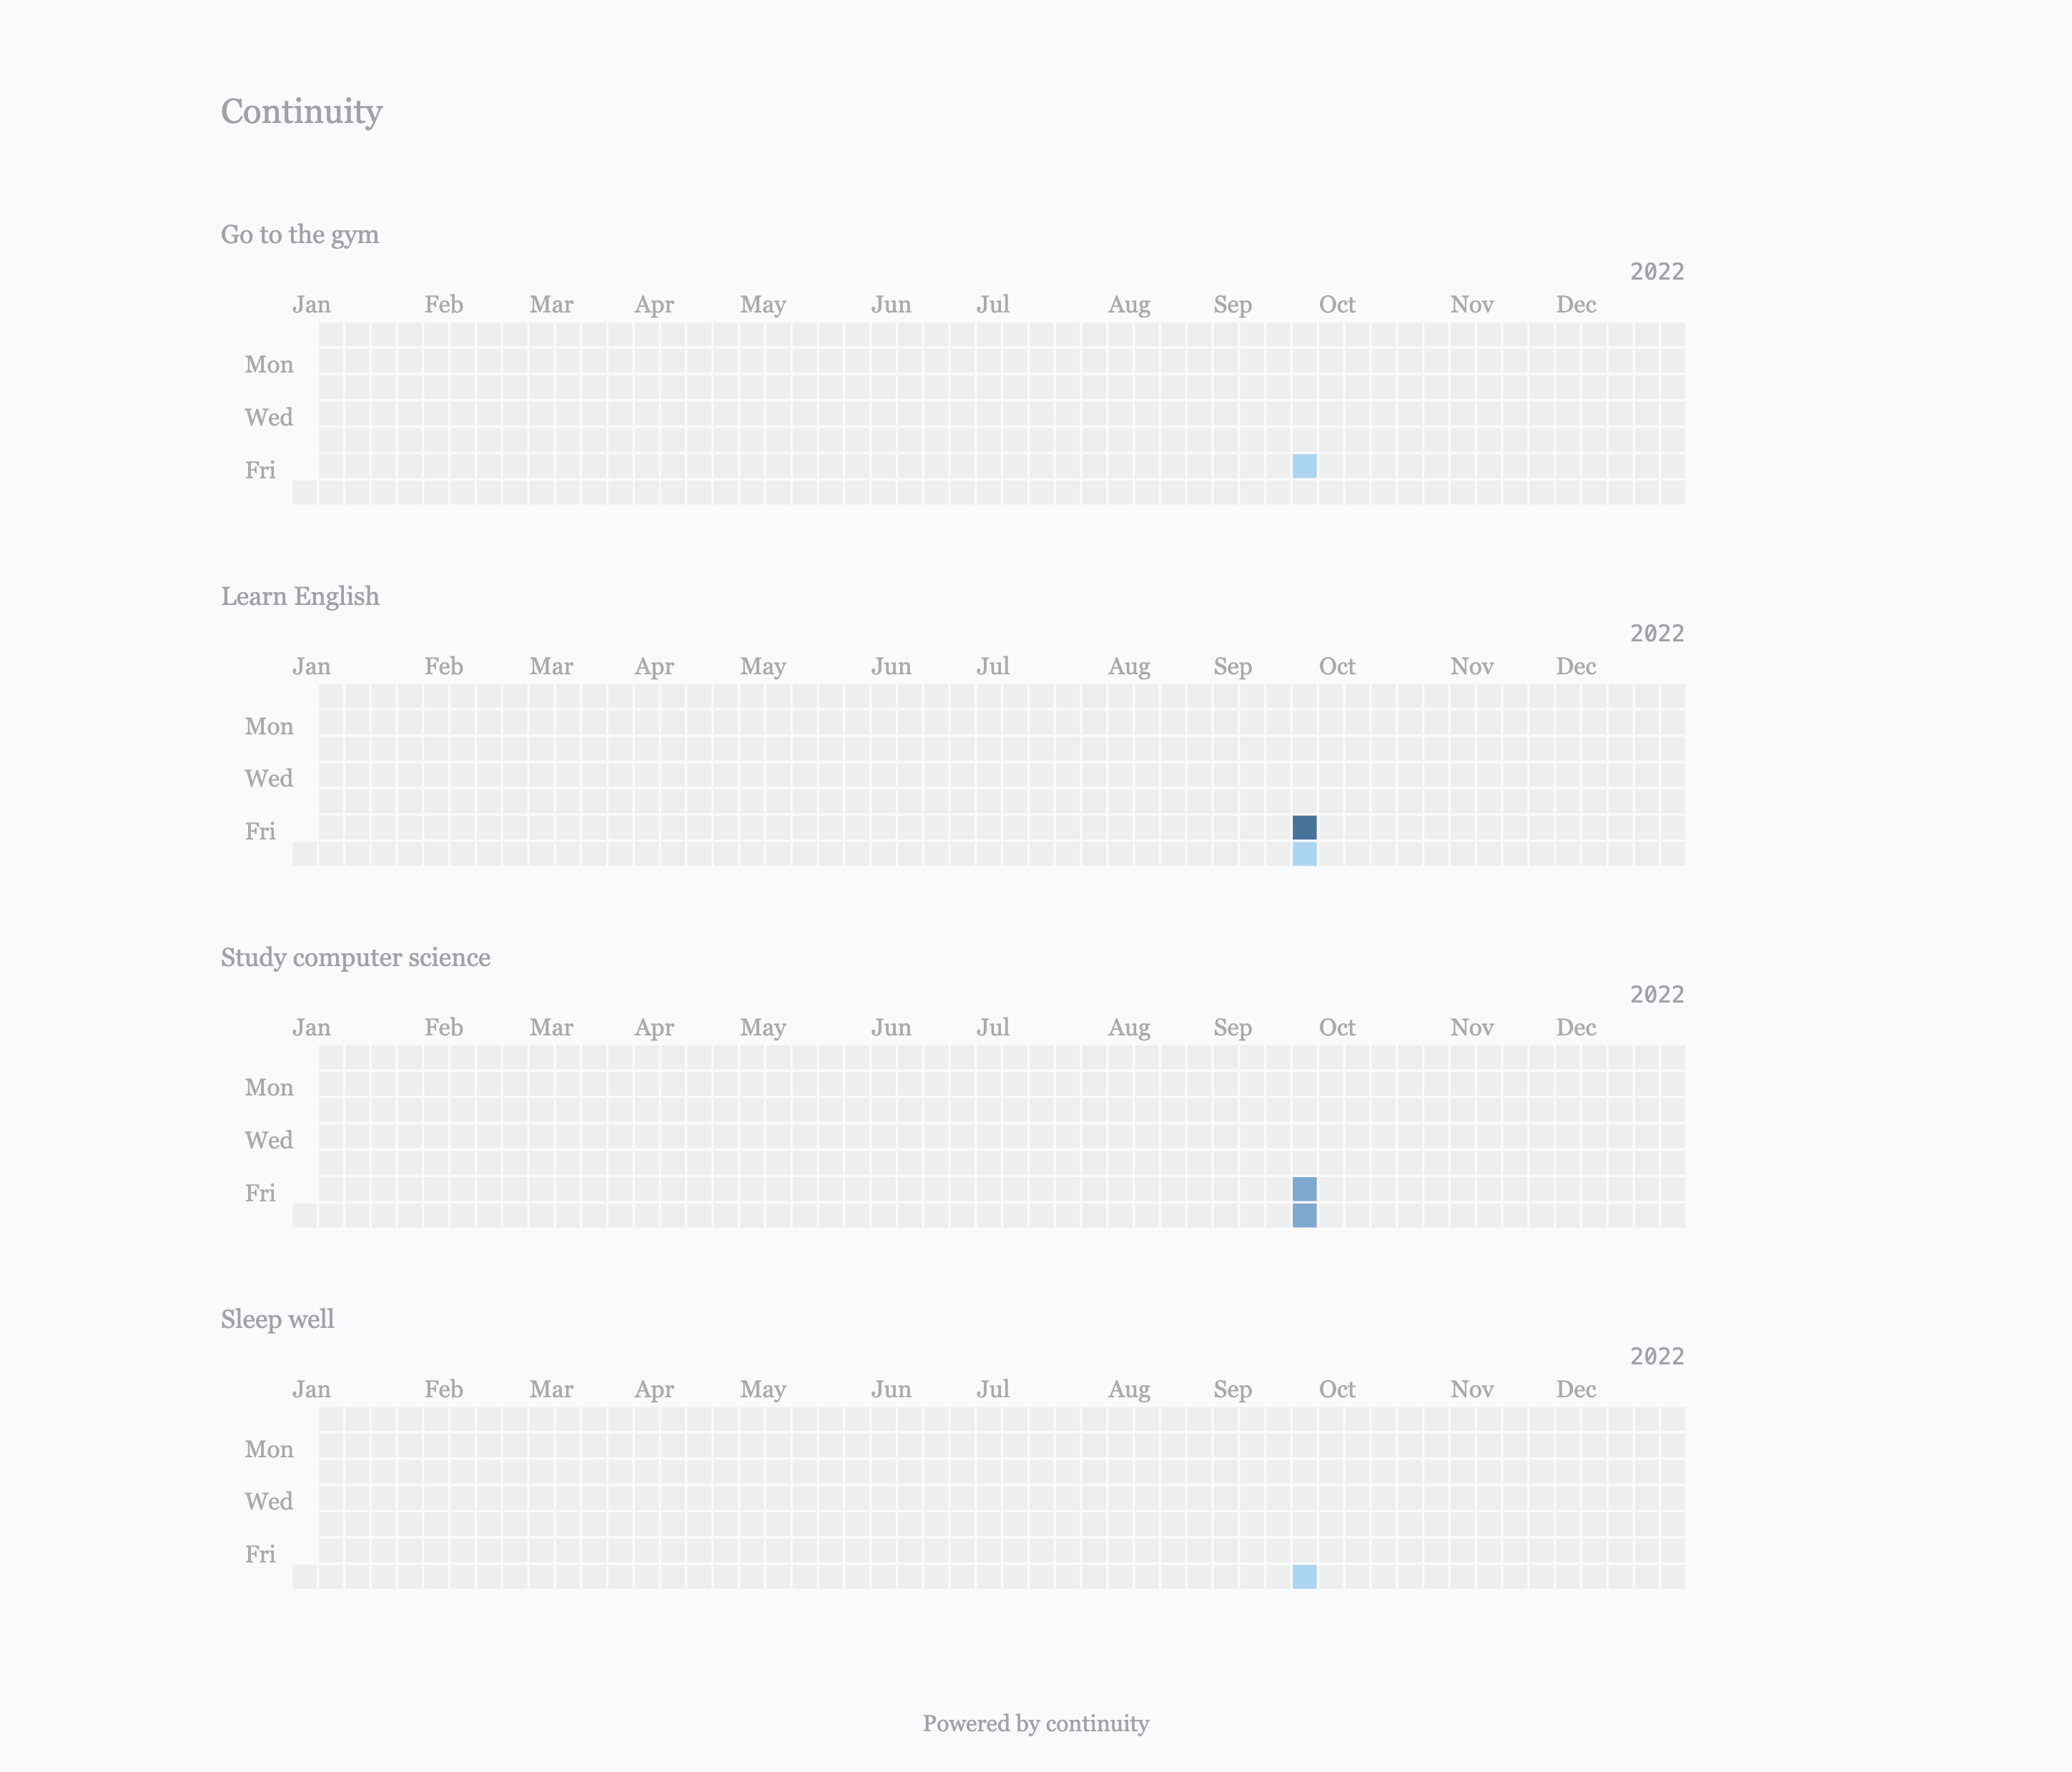 Continuity
Go to the gym
2022
Jan Feb Mar Apr May Jun Jul Aug Sep Oct Nov Dec
Mon
Wed
Fri
Learn English
2022
Jan Feb Mar Apr May Jun Jul Aug Sep Oct Nov Dec
Mon
Wed
Fri
Study computer science
2022
Jan Feb Mar Apr May Jun Jul Aug Sep Oct Nov Dec
Mon
Wed
Fri
Sleep well
2022
Jan Feb Mar Apr May Jun Jul Aug Sep Oct Nov Dec
Mon
Wed
Fri
Powered by continuity